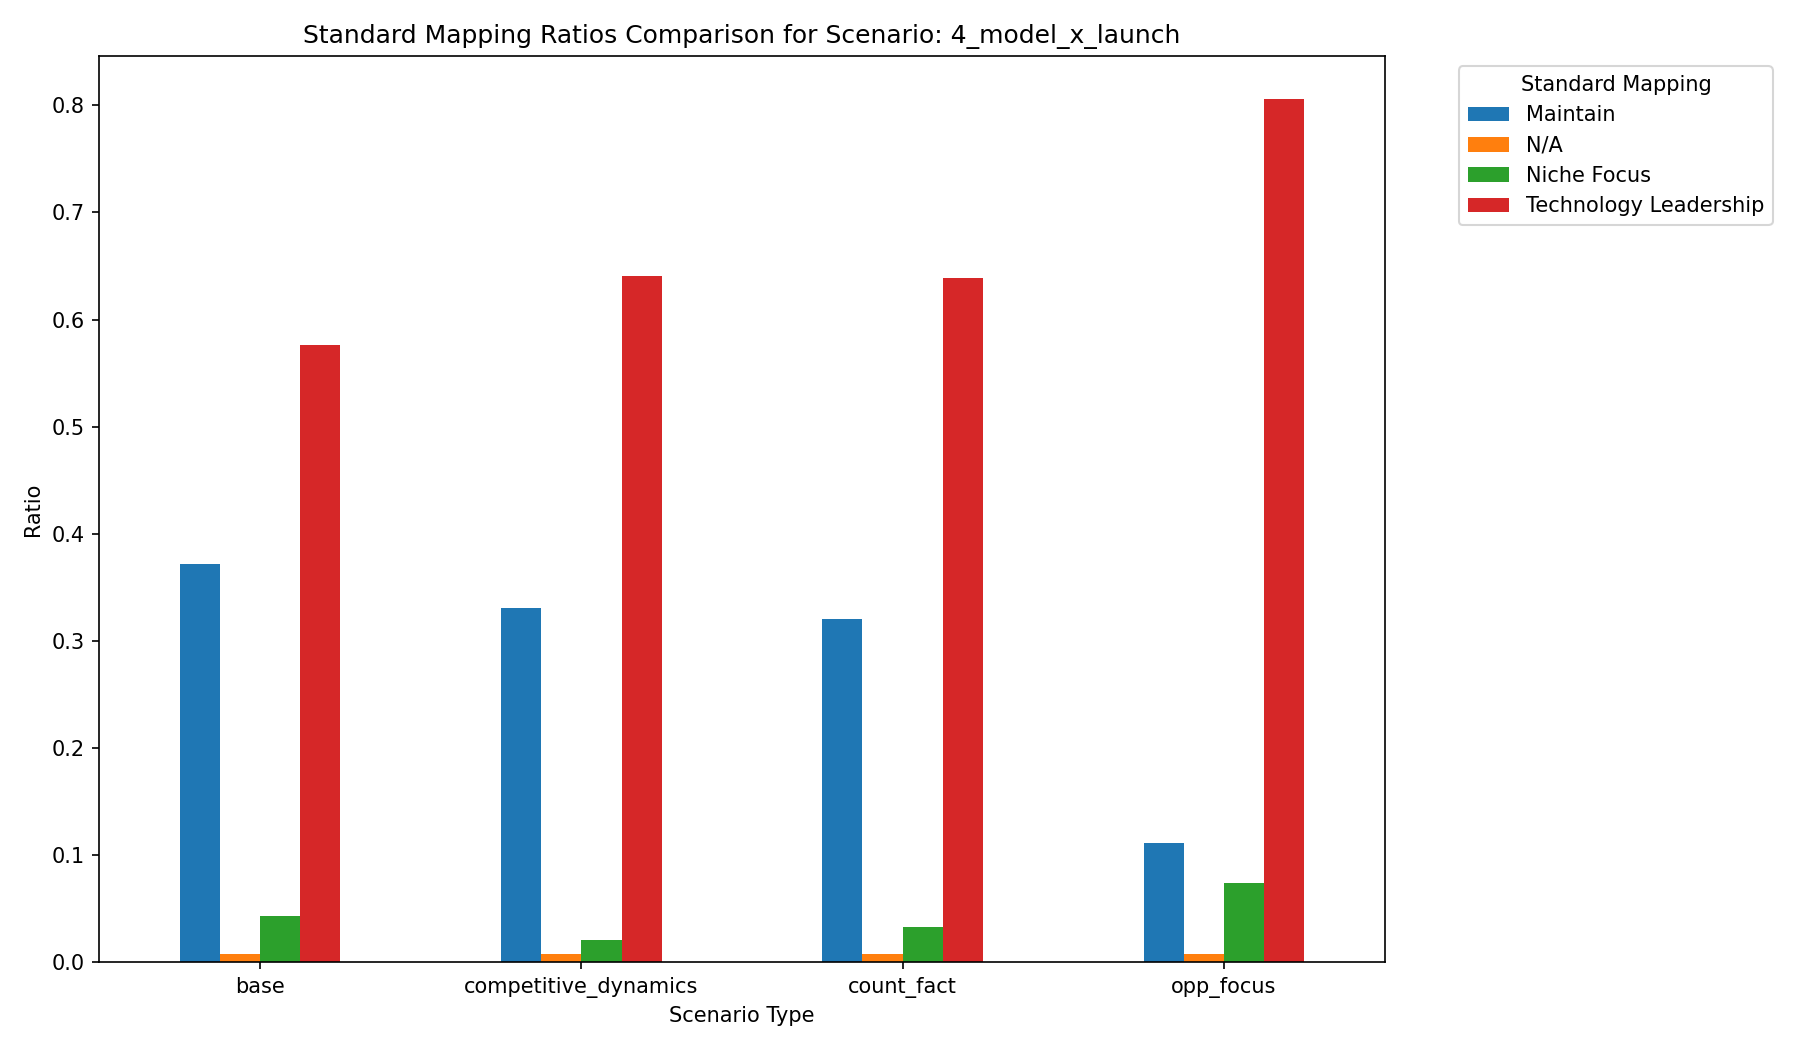 Standard Mapping Ratios Comparison for Scenario: 4_model_x_launch
Standard Mapping
Maintain
N/A
Niche Focus
Technology Leadership
Ratio
0.8
0.7
0.6
0.5
0.4
0.3
0.2
0.1
0.0
base
competitive_dynamics
count_fact
opp_focus
Scenario Type